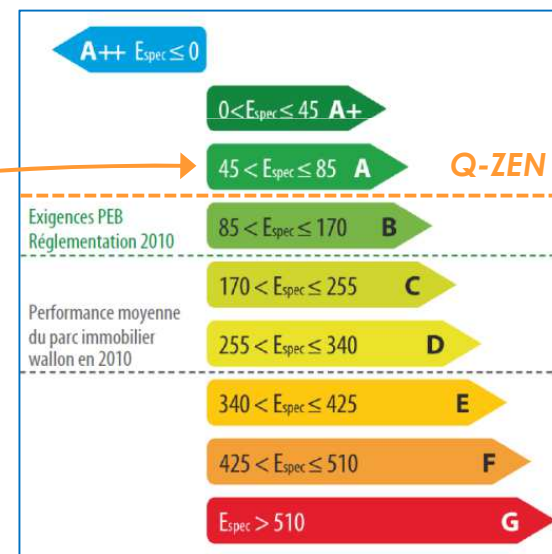 A++ Espec ≤ 0
0 < Espec ≤ 45 A+
45 < Espec ≤ 85 A
Q-ZEN
Exigences PEB
Réglementation 2010
85 < Espec ≤ 170 B
170 < Espec ≤ 255 C
Performance moyenne
du parc immobilier
wallon en 2010
255 < Espec ≤ 340 D
340 < Espec ≤ 425 E
425 < Espec ≤ 510 F
Espec > 510 G